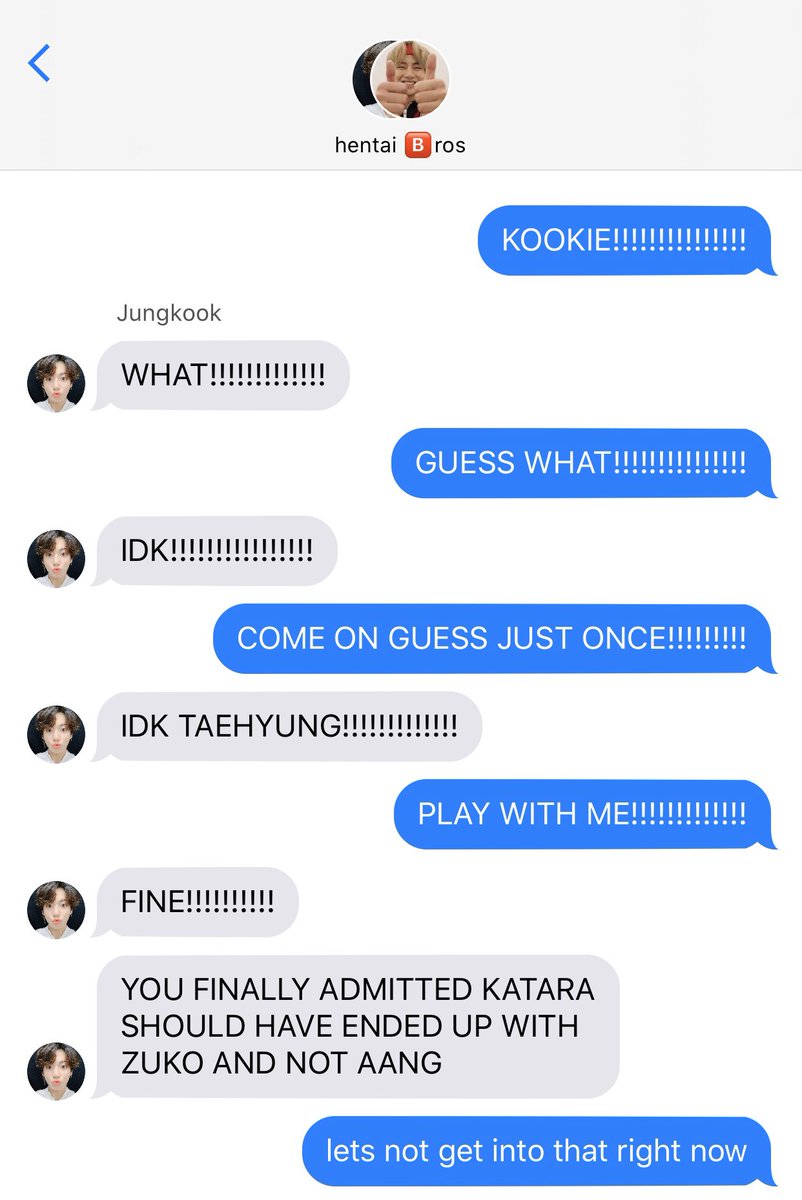 hentai 🅱️ros
KOOKIE!!!!!!!!!!!!!!!
Jungkook
WHAT!!!!!!!!!!!!!
GUESS WHAT!!!!!!!!!!!!!!!
IDK!!!!!!!!!!!!!!!!
COME ON GUESS JUST ONCE!!!!!!!!!
IDK TAEHYUNG!!!!!!!!!!!!!
PLAY WITH ME!!!!!!!!!!!!!
FINE!!!!!!!!!!
YOU FINALLY ADMITTED KATARA
SHOULD HAVE ENDED UP WITH
ZUKO AND NOT AANG
lets not get into that right now